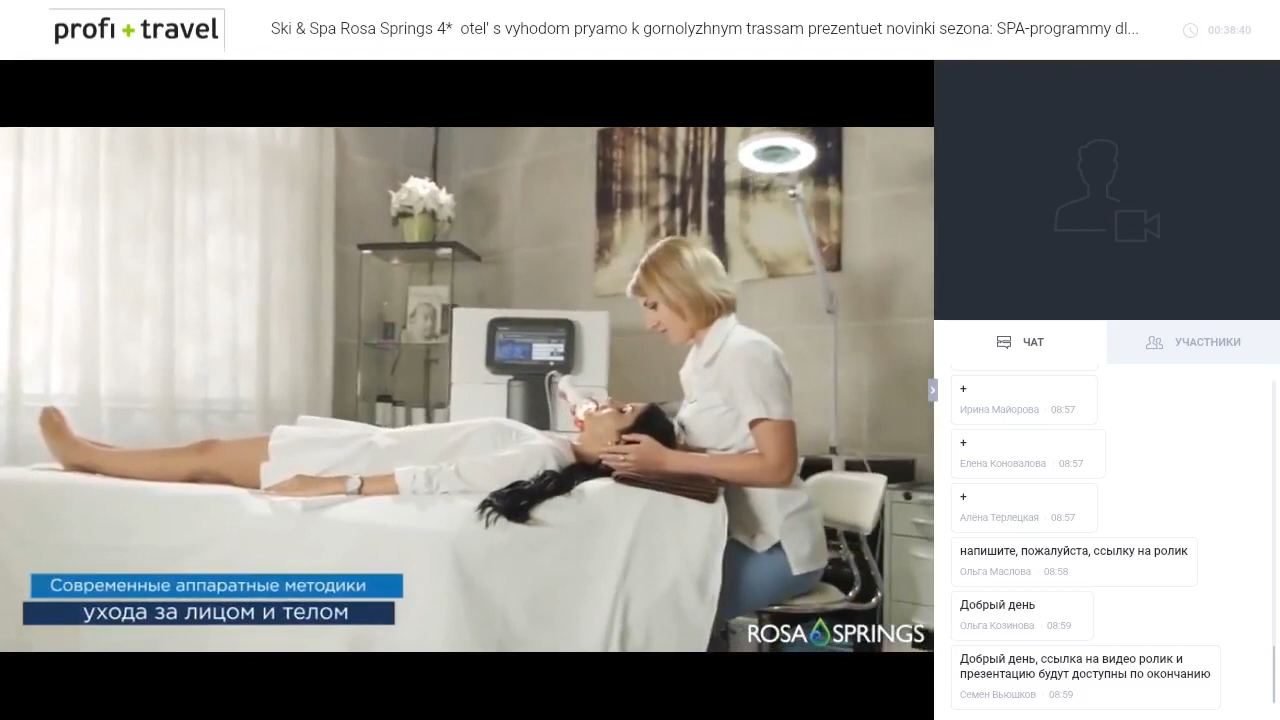 profi + travel
Ski & Spa Rosa Springs 4* otel' s vyhodom pryamo k gornolyzhnym trassam prezentuet novinki sezona: SPA-programmy dl...
00:38:40
Современные аппаратные методики
ухода за лицом и телом
ROSA SPRINGS
ЧАТ
УЧАСТНИКИ
+
Ирина Майорова · 08:57
+
Елена Коновалова · 08:57
+
Алёна Терлецкая · 08:57
напишите, пожалуйста, ссылку на ролик
Ольга Маслова · 08:58
Добрый день
Ольга Козинова · 08:59
Добрый день, ссылка на видео ролик и
презентацию будут доступны по окончанию
Семен Вьюшков · 08:59